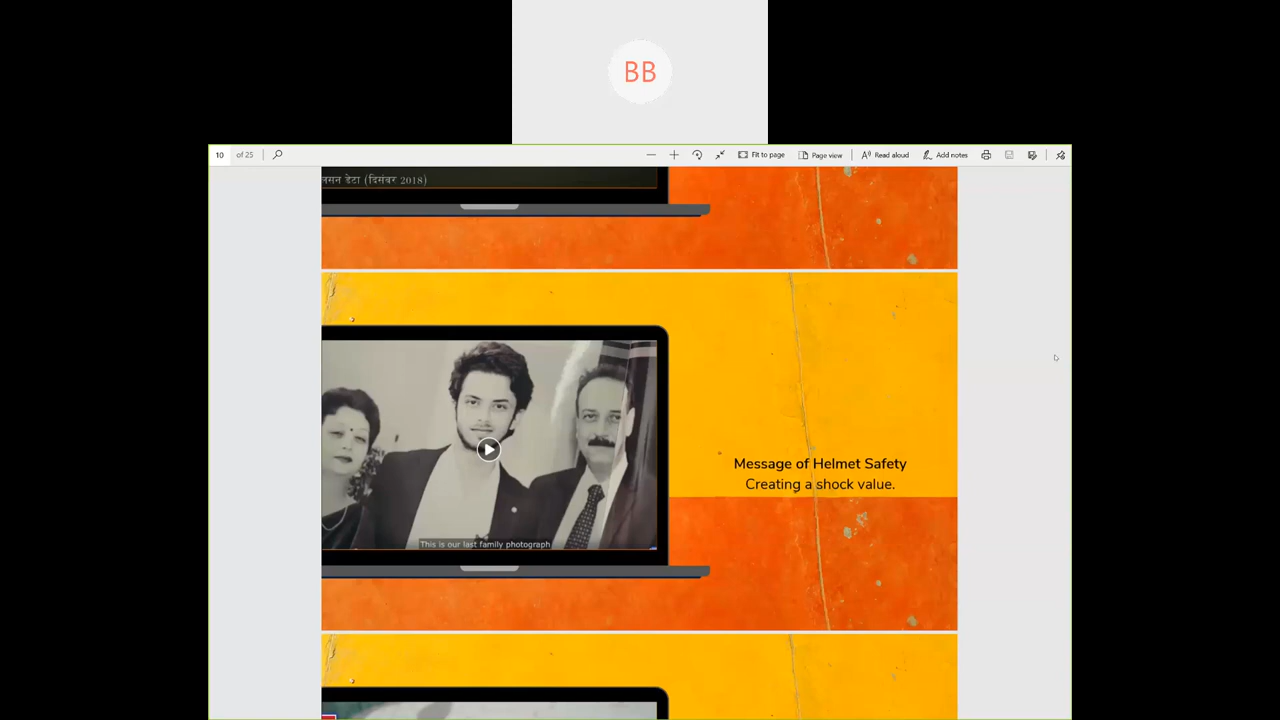 BB
10 of 25
Fit to page
Page view
Read aloud
Add notes
लसन डेटा (दिसंबर 2018)
Message of Helmet Safety
Creating a shock value.
This is our last family photograph